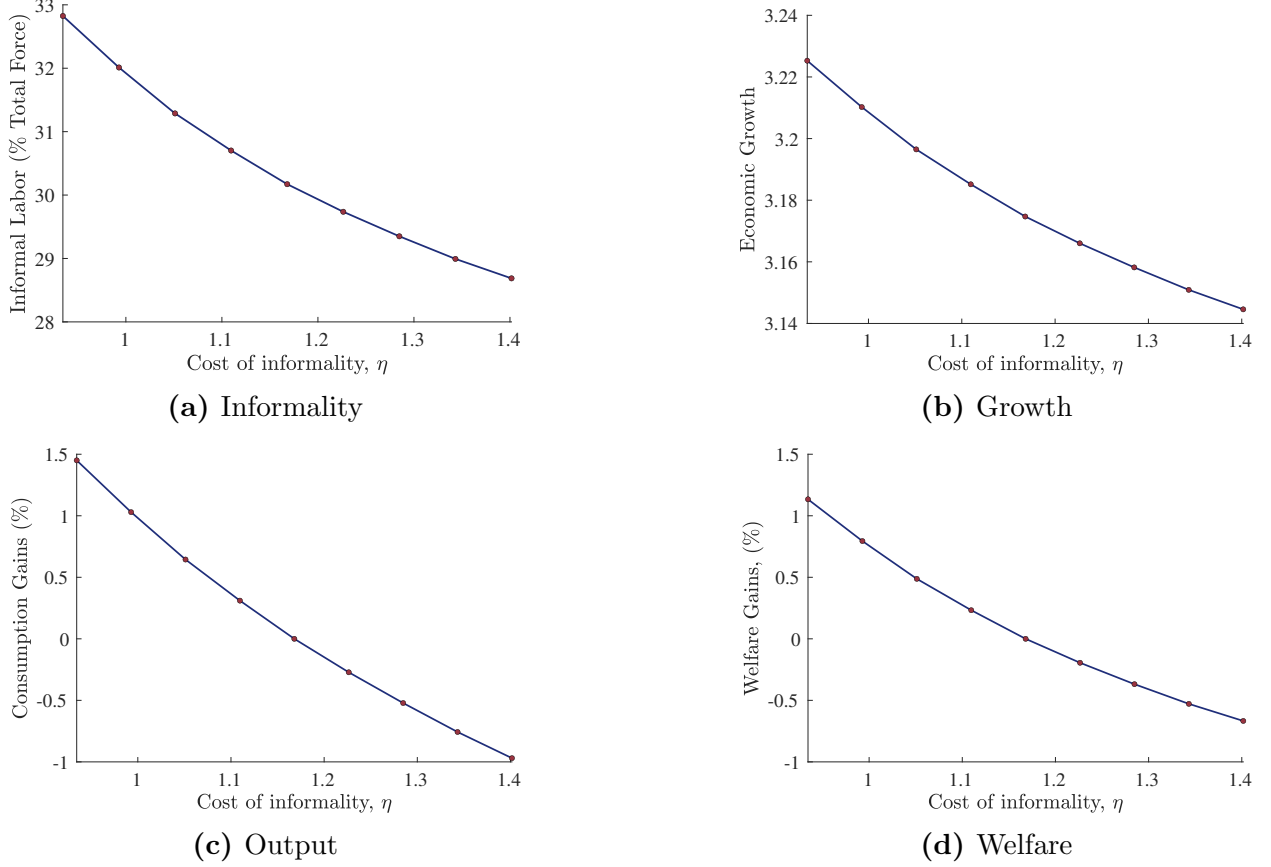 33
32
31
30
29
28
Informal Labor (% Total Force)
1 1.1 1.2 1.3 1.4
Cost of informality, η
(a) Informality
3.24
3.22
3.2
3.18
3.16
3.14
Economic Growth
1 1.1 1.2 1.3 1.4
Cost of informality, η
(b) Growth
1.5
1
0.5
0
-0.5
-1
Consumption Gains (%)
1 1.1 1.2 1.3 1.4
Cost of informality, η
(c) Output
1.5
1
0.5
0
-0.5
-1
Welfare Gains, (%)
1 1.1 1.2 1.3 1.4
Cost of informality, η
(d) Welfare